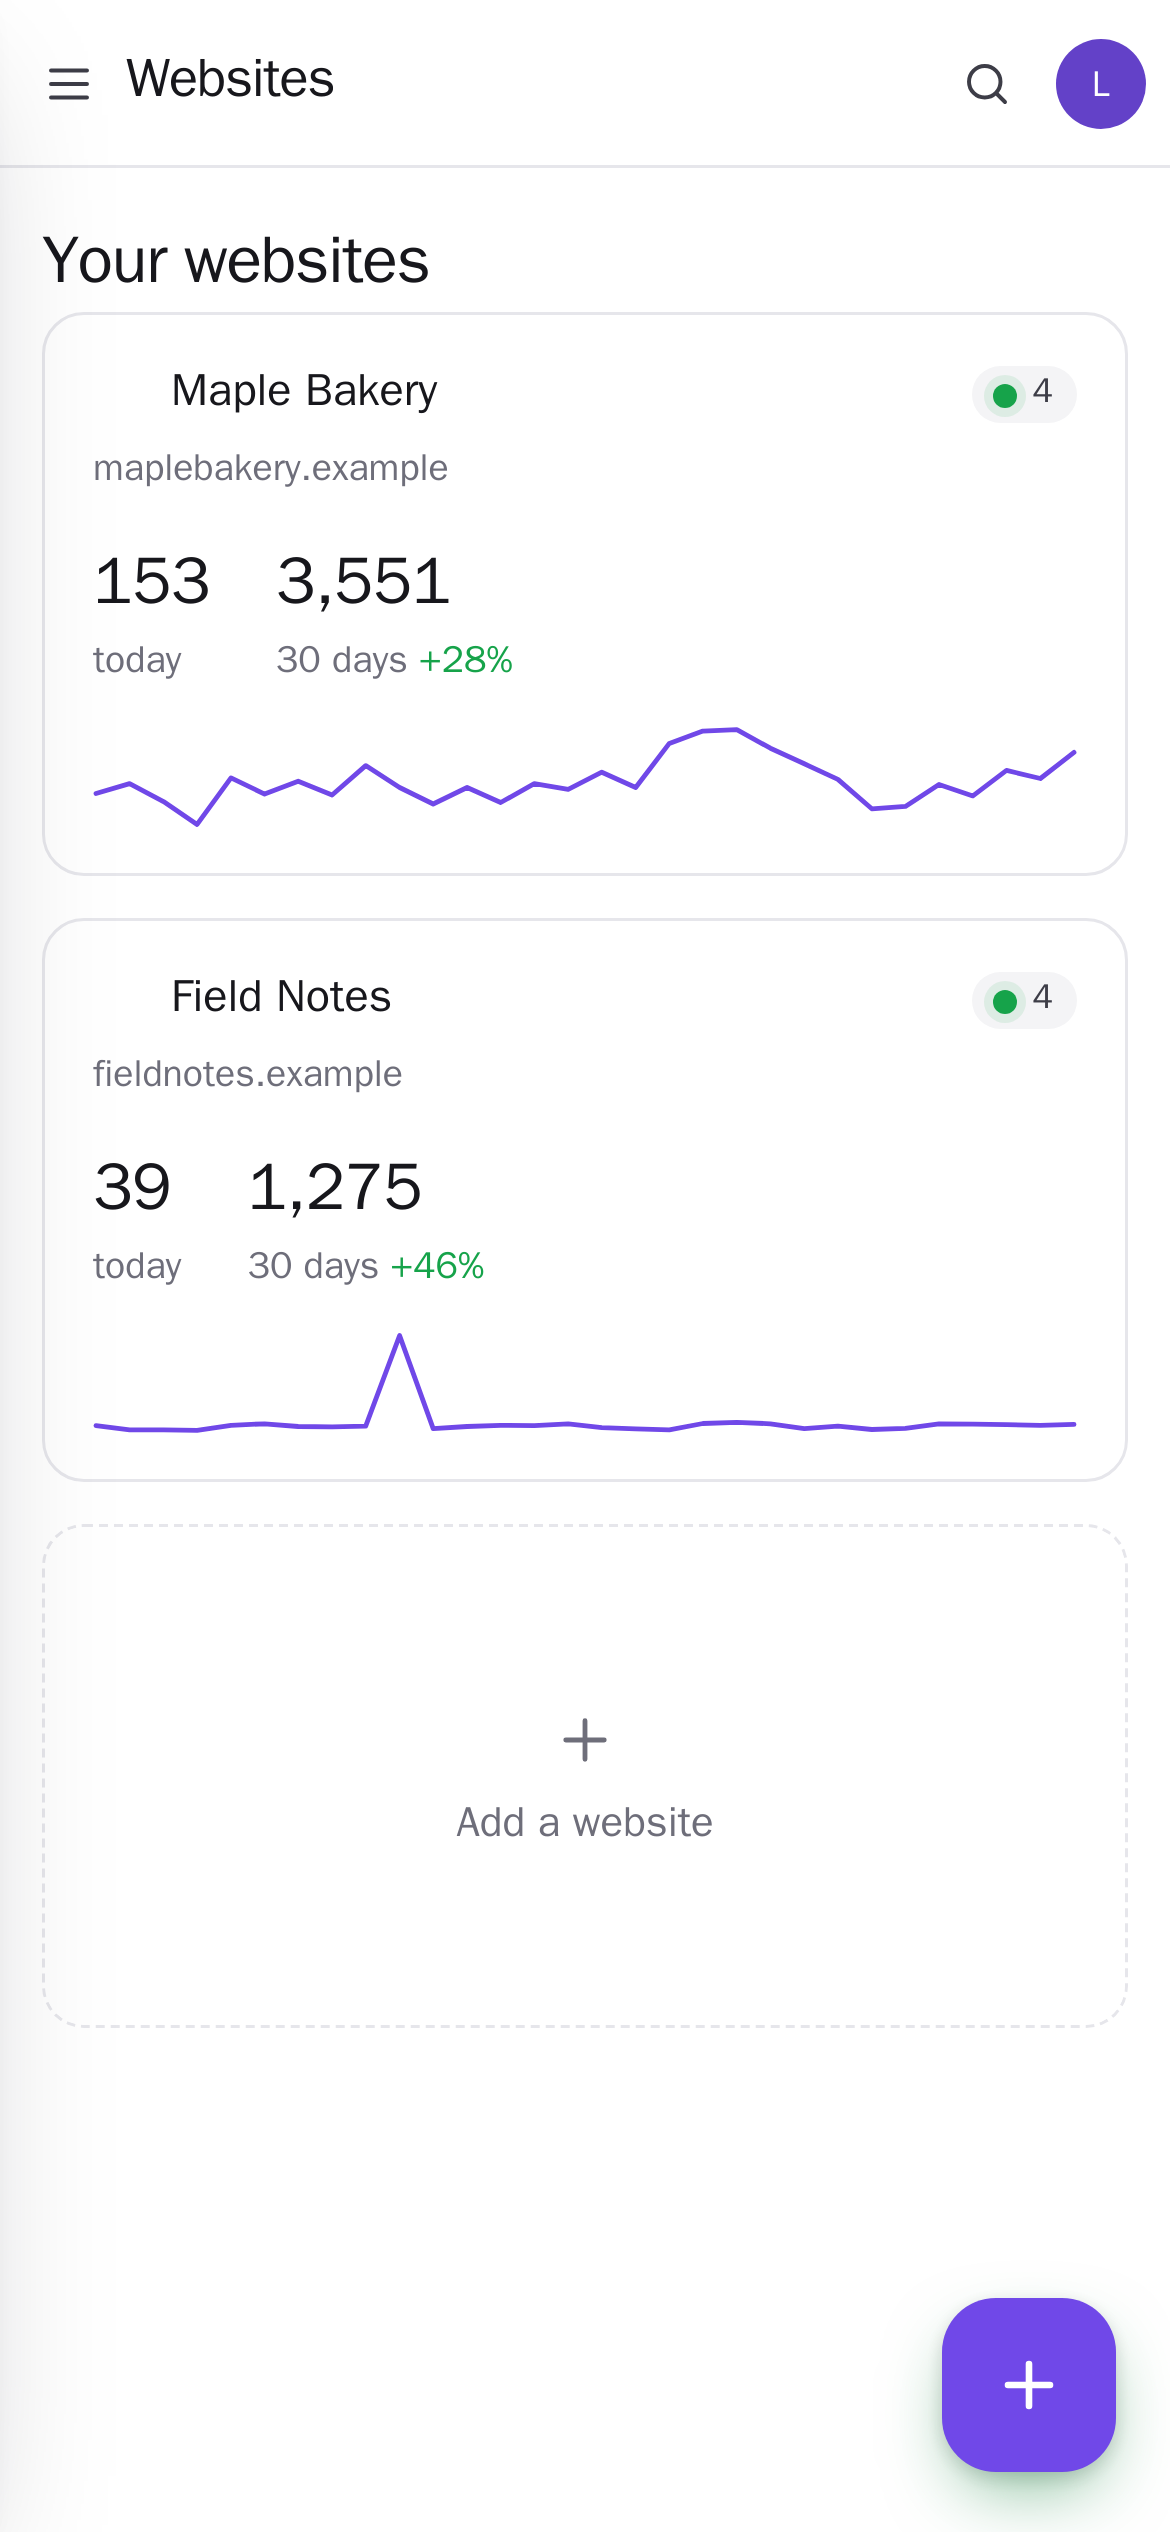 Websites
L
Your websites
Maple Bakery
4
maplebakery.example
153 3,551
today 30 days +28%
Field Notes
4
fieldnotes.example
39 1,275
today 30 days +46%
Add a website